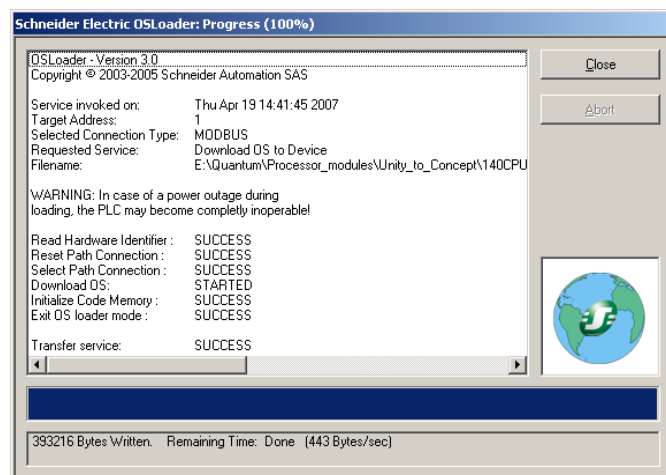 Schneider Electric OSLoader: Progress (100%)
OSLoader - Version 3.0
Copyright © 2003-2005 Schneider Automation SAS
Service invoked on: Thu Apr 19 14:41:45 2007
Target Address: 1
Selected Connection Type: MODBUS
Requested Service: Download OS to Device
Filename: E:\Quantum\Processor_modules\Unity_to_Concept\140CPU
WARNING: In case of a power outage during
loading, the PLC may become completly inoperable!
Read Hardware Identifier : SUCCESS
Reset Path Connection : SUCCESS
Select Path Connection : SUCCESS
Download OS: STARTED
Initialize Code Memory : SUCCESS
Exit OS loader mode : SUCCESS
Transfer service: SUCCESS
Close
Abort
393216 Bytes Written. Remaining Time: Done (443 Bytes/sec)